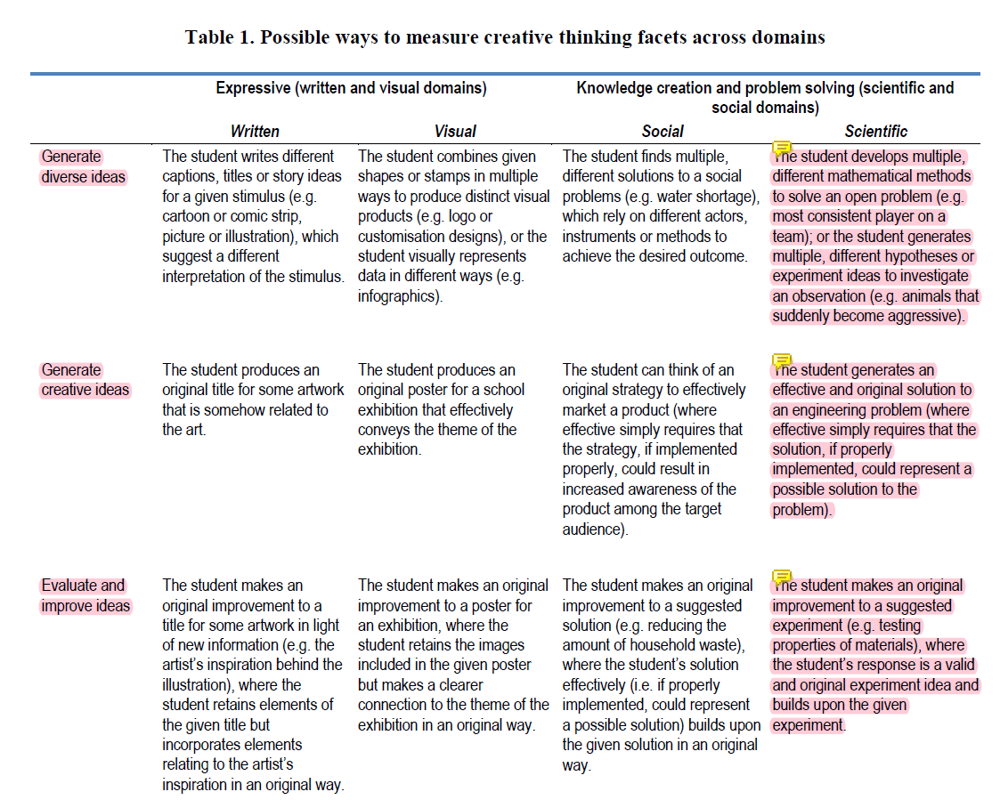 Table 1. Possible ways to measure creative thinking facets across domains
Expressive (written and visual domains)
Knowledge creation and problem solving (scientific and
social domains)
Written
Visual
Social
Scientific
Generate
diverse ideas
The student writes different
captions, titles or story ideas
for a given stimulus (e.g.
cartoon or comic strip,
picture or illustration), which
suggest a different
interpretation of the stimulus.
The student combines given
shapes or stamps in multiple
ways to produce distinct visual
products (e.g. logo or
customisation designs), or the
student visually represents
data in different ways (e.g.
infographics).
The student finds multiple,
different solutions to a social
problems (e.g. water shortage),
which rely on different actors,
instruments or methods to
achieve the desired outcome.
The student develops multiple,
different mathematical methods
to solve an open problem (e.g.
most consistent player on a
team); or the student generates
multiple, different hypotheses or
experiment ideas to investigate
an observation (e.g. animals that
suddenly become aggressive).
Generate
creative ideas
The student produces an
original title for some artwork
that is somehow related to
the art.
The student produces an
original poster for a school
exhibition that effectively
conveys the theme of the
exhibition.
The student can think of an
original strategy to effectively
market a product (where
effective simply requires that
the strategy, if implemented
properly, could result in
increased awareness of the
product among the target
audience).
The student generates an
effective and original solution to
an engineering problem (where
effective simply requires that the
solution, if properly
implemented, could represent a
possible solution to the
problem).
Evaluate and
improve ideas
The student makes an
original improvement to a
title for some artwork in light
of new information (e.g. the
artist's inspiration behind the
illustration), where the
student retains elements of
the given title but
incorporates elements
relating to the artist's
inspiration in an original way.
The student makes an original
improvement to a poster for
an exhibition, where the
student retains the images
included in the given poster
but makes a clearer
connection to the theme of the
exhibition in an original way.
The student makes an original
improvement to a suggested
solution (e.g. reducing the
amount of household waste),
where the student's solution
effectively (i.e. if properly
implemented, could represent
a possible solution) builds upon
the given solution in an original
way.
The student makes an original
improvement to a suggested
experiment (e.g. testing
properties of materials), where
the student's response is a valid
and original experiment idea and
builds upon the given
experiment.